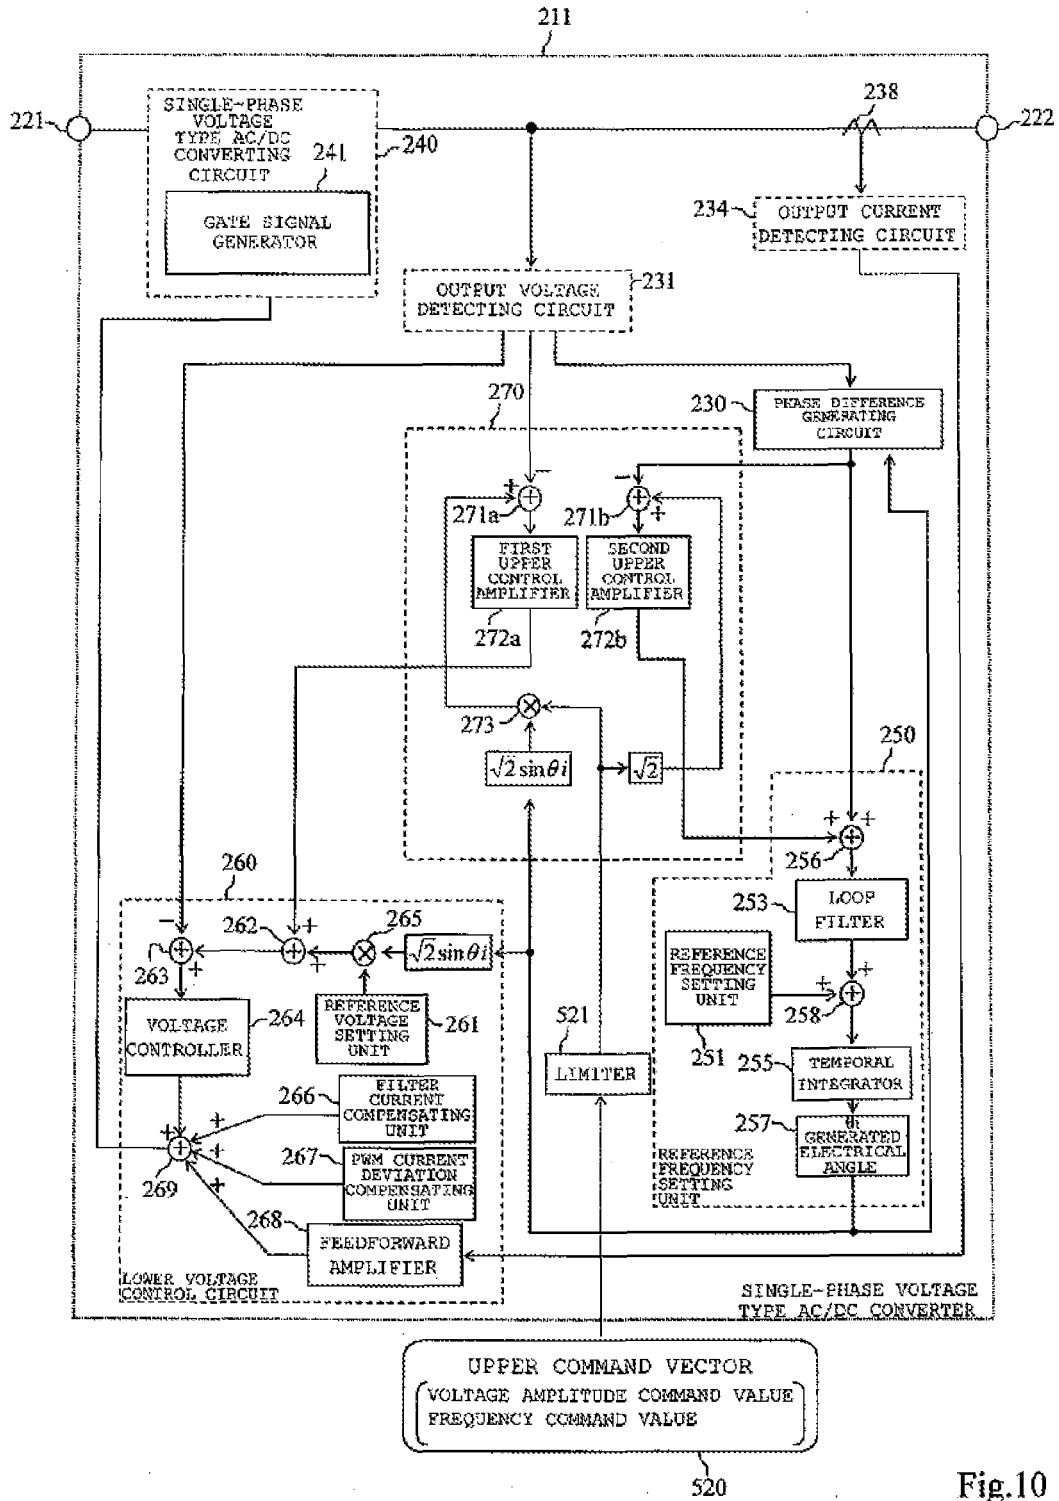 211
221
222
SINGLE-PHASE
VOLTAGE
TYPE AC/DC
CONVERTING
CIRCUIT
241
240
GATE SIGNAL
GENERATOR
238
234
OUTPUT CURRENT
DETECTING CIRCUIT
OUTPUT VOLTAGE
DETECTING CIRCUIT
231
270
230
PHASE DIFFERENCE
GENERATING
CIRCUIT
+ −
271a
− +
271b
FIRST
UPPER
CONTROL
AMPLIFIER
272a
SECOND
UPPER
CONTROL
AMPLIFIER
272b
273
√2 sinθi
√2
250
+ +
256
253
LOOP
FILTER
REFERENCE
FREQUENCY
SETTING
UNIT
251
+ +
258
255
TEMPORAL
INTEGRATOR
257
θi
GENERATED
ELECTRICAL
ANGLE
REFERENCE
FREQUENCY
SETTING
UNIT
260
− +
263
262
+ +
265
√2 sinθi
VOLTAGE
CONTROLLER
264
REFERENCE
VOLTAGE
SETTING
UNIT
261
521
LIMITER
266
FILTER
CURRENT
COMPENSATING
UNIT
267
PWM CURRENT
DEVIATION
COMPENSATING
UNIT
+ + + +
269
268
FEEDFORWARD
AMPLIFIER
LOWER VOLTAGE
CONTROL CIRCUIT
SINGLE-PHASE VOLTAGE
TYPE AC/DC CONVERTER
UPPER COMMAND VECTOR
(VOLTAGE AMPLITUDE COMMAND VALUE
FREQUENCY COMMAND VALUE)
520
Fig.10